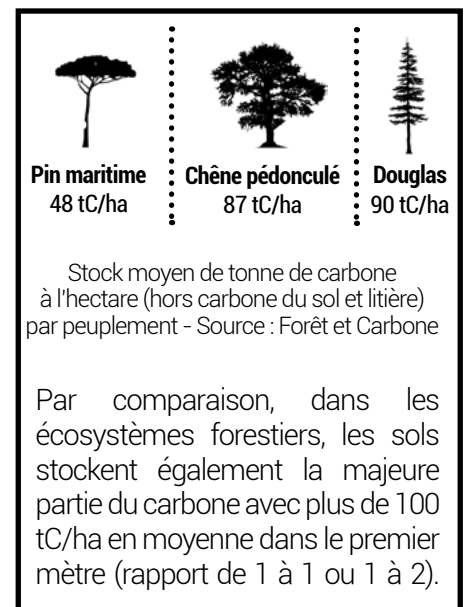 Pin maritime
48 tC/ha
Chêne pédonculé
87 tC/ha
Douglas
90 tC/ha
Stock moyen de tonne de carbone
à l'hectare (hors carbone du sol et litière)
par peuplement - Source : Forêt et Carbone
Par comparaison, dans les
écosystèmes forestiers, les sols
stockent également la majeure
partie du carbone avec plus de 100
tC/ha en moyenne dans le premier
mètre (rapport de 1 à 1 ou 1 à 2).